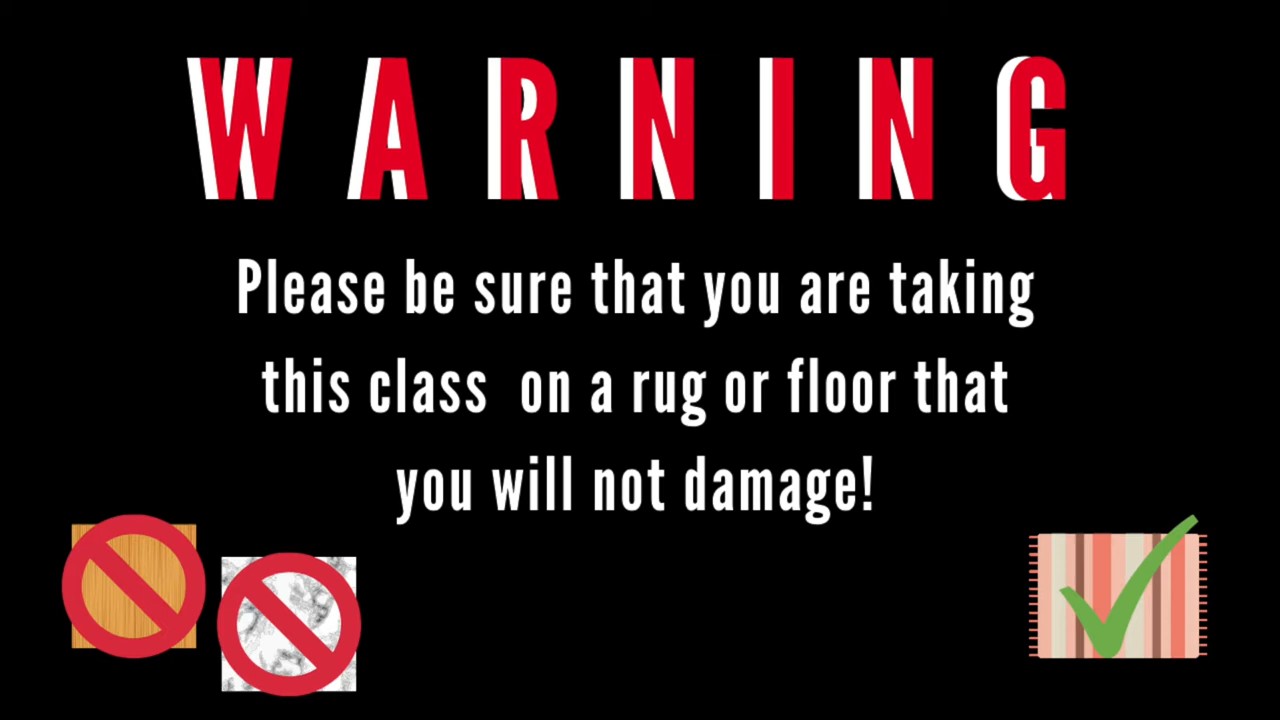 WARNING
Please be sure that you are taking
this class on a rug or floor that
you will not damage!